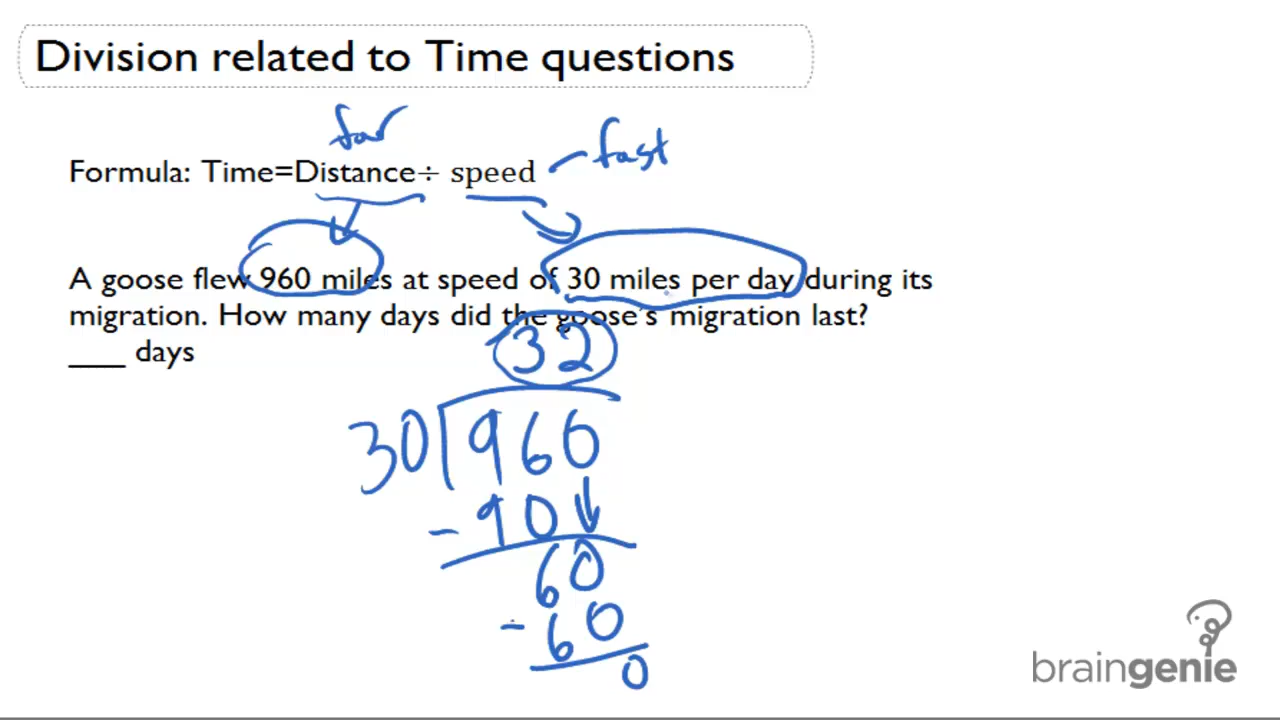 Division related to Time questions
far
Formula: Time=Distance÷ speed
fast
A goose flew 960 miles at speed of 30 miles per day during its
migration. How many days did the goose's migration last?
___ days
32
30 960
- 90
60
- 60
0
braingenie